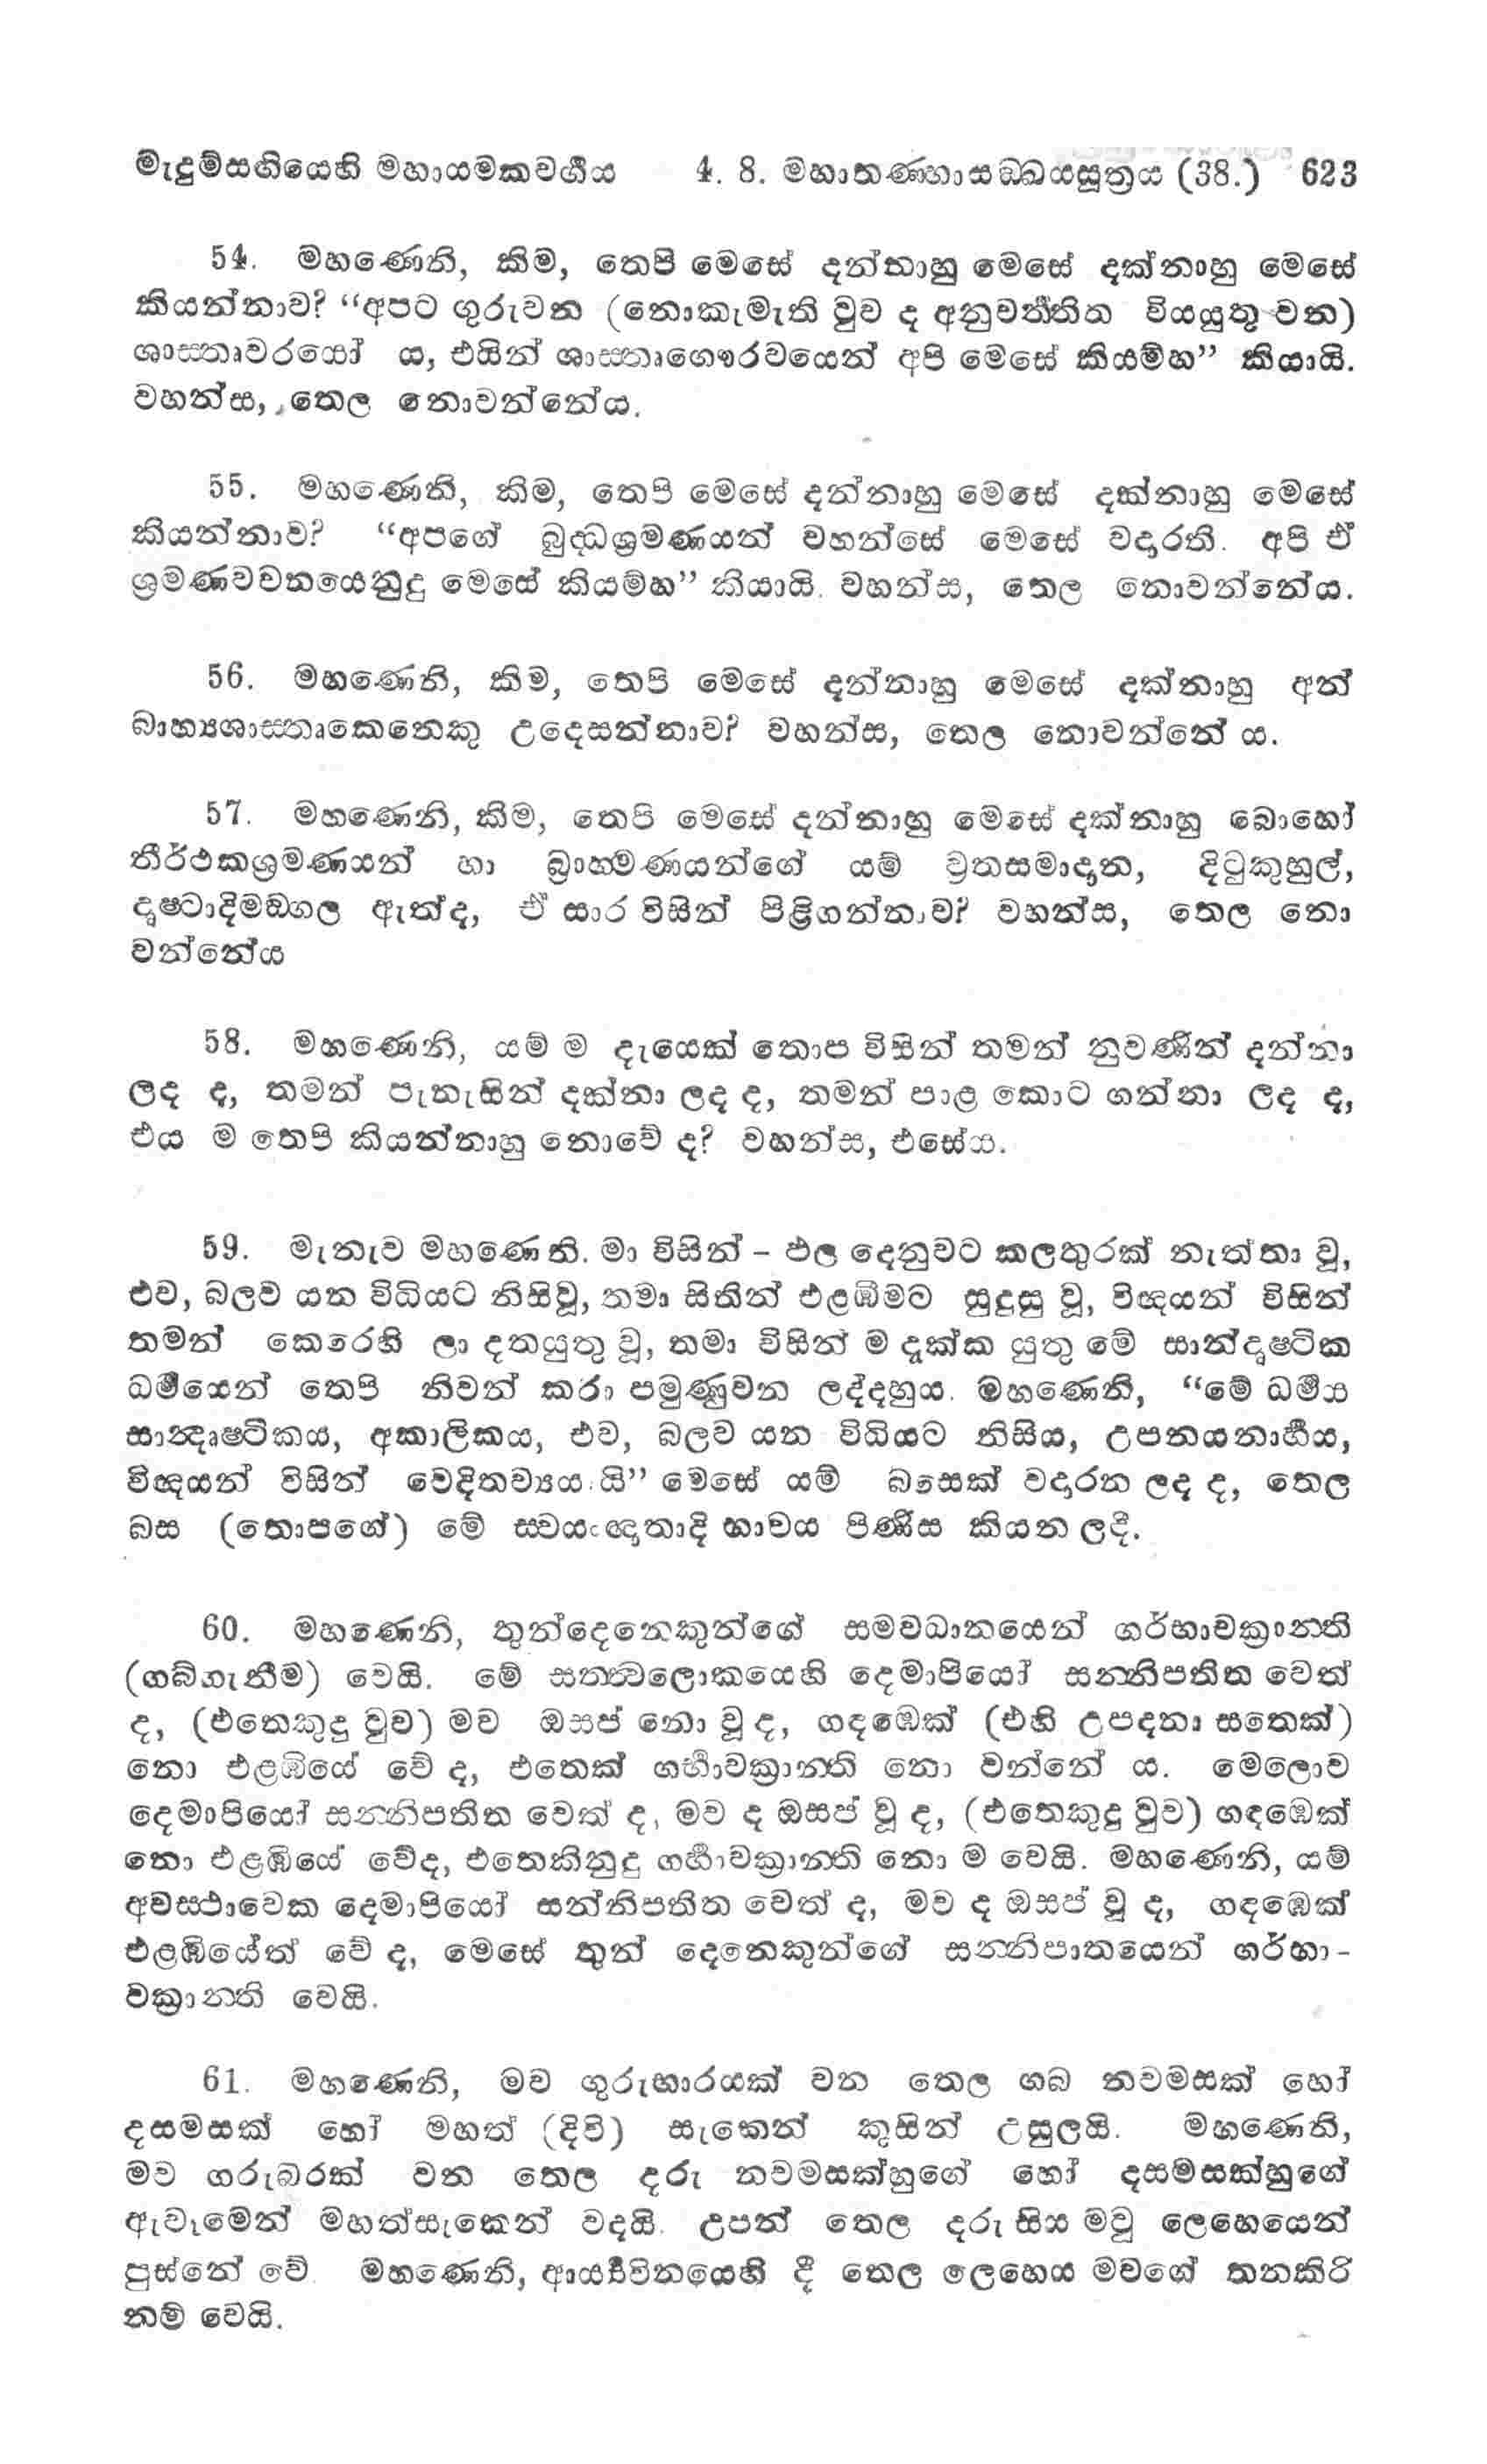 මැදුම්සඟියෙහි මහායමකවර්‍ගය 4. 8. මහාතණ්හාසඞ්ඛයසූත්‍රය (38.) 623
54. මහණෙනි, කිම, තෙපි මෙසේ දන්නාහු මෙසේ දක්නාහු මෙසේ
කියන්නාව? “අපට ගුරුවන (නොකැමැති වුව ද අනුවර්‍තිත වියයුතු වන)
ශාස්තෘවරයෝ ය, එයින් ශාස්තෘගෞරවයෙන් අපි මෙසේ කියම්හ” කියායි.
වහන්ස, තෙල නොවන්නේය.
55. මහණෙනි, කිම, තෙපි මෙසේ දන්නාහු මෙසේ දක්නාහු මෙසේ
කියන්නාව? “අපගේ බුද්ධශ්‍රමණයන් වහන්සේ මෙසේ වදාරති. අපි ඒ
ශ්‍රමණවචනයෙනුදු මෙසේ කියම්හ” කියායි. වහන්ස, තෙල නොවන්නේය.
56. මහණෙනි, කිම, තෙපි මෙසේ දන්නාහු මෙසේ දක්නාහු අන්
බාහ්‍යශාස්තෘකෙනෙකු උදෙසන්නාව? වහන්ස, තෙල නොවන්නේ ය.
57. මහණෙනි, කිම, තෙපි මෙසේ දන්නාහු මෙසේ දක්නාහු බොහෝ
තීර්ථකශ්‍රමණයන් හා බ්‍රාහ්මණයන්ගේ යම් ව්‍රතසමාදාන, දිටුකුහුල්,
දෘෂ්ටාදිමඞ්ගල ඇත්ද, ඒ සාර විසින් පිළිගන්නාව? වහන්ස, තෙල නො
වන්නේය
58. මහණෙනි, යම් ම දැයෙක් තොප විසින් තමන් නුවණින් දන්නා
ලද ද, තමන් පැනැසින් දක්නා ලද ද, තමන් පාළ කොට ගන්නා ලද ද,
එය ම තෙපි කියන්නාහු නොවේ ද? වහන්ස, එසේය.
59. මැනැව මහණෙනි. මා විසින් – ඵල දෙනුවට කලතුරක් නැත්තා වූ,
එව, බලව යන විධියට නිසිවූ, තමා සිතින් එළඹීමට සුදුසු වූ, විඥයන් විසින්
තමන් කෙරෙහි ලා දතයුතු වූ, තමා විසින් ම දැක්ක යුතු මේ සාන්දෘෂ්ටික
ධර්‍මයෙන් තෙපි නිවන් කරා පමුණුවන ලද්දහුය. මහණෙනි, “මේ ධර්‍මය
සාන්දෘෂ්ටිකය, අකාලිකය, එව, බලව යන විධියට නිසිය, උපනයනාර්‍හය,
විඥයන් විසින් වෙදිතව්‍යය යි” මෙසේ යම් බසෙක් වදාරන ලද ද, තෙල
බස (තොපගේ) මේ ස්වයංඥාතාදි භාවය පිණිස කියන ලදි.
60. මහණෙනි, තුන්දෙනෙකුන්ගේ සමවධානයෙන් ගර්භාවක්‍රාන්ති
(ගබ්ගැනීම) වෙයි. මේ සත්ත්වලොකයෙහි දෙමාපියෝ සන්නිපතිත වෙත්
ද, (එතෙකුදු වුව) මව ඔසප් නො වූ ද, ගඳඹෙක් (එහි උපදනා සතෙක්)
නො එළඹියේ වේ ද, එතෙක් ගර්‍භාවක්‍රාන්ති නො වන්නේ ය. මෙලොව
දෙමාපියෝ සන්නිපතිත වෙත් ද, මව ද ඔසප් වූ ද, (එතෙකුදු වුව) ගඳඹෙක්
නො එළඹියේ වේද, එතෙකිනුදු ගර්‍භාවක්‍රාන්ති නො ම වෙයි. මහණෙනි, යම්
අවස්ථාවෙක දෙමාපියෝ සන්නිපතිත වෙත් ද, මව ද ඔසප් වූ ද, ගඳඹෙක්
එළඹියේත් වේ ද, මෙසේ තුන් දෙනෙකුන්ගේ සන්නිපාතයෙන් ගර්භා-
වක්‍රාන්ති වෙයි.
61. මහණෙනි, මව ගුරුභාරයක් වන තෙල ගබ නවමසක් හෝ
දසමසක් හෝ මහත් (දිවි) සැකෙන් කුසින් උසුලයි. මහණෙනි,
මව ගරුබරක් වන තෙල දරු නවමසක්හුගේ හෝ දසමසක්හුගේ
ඇවෑමෙන් මහත්සැකෙන් වදයි. උපන් තෙල දරු සිය මවූ ලෙහෙයෙන්
පුස්නේ වේ. මහණෙනි, ආර්‍ය්‍යවිනයෙහි දී තෙල ලෙහෙය මවගේ තනකිරි
නම් වෙයි.